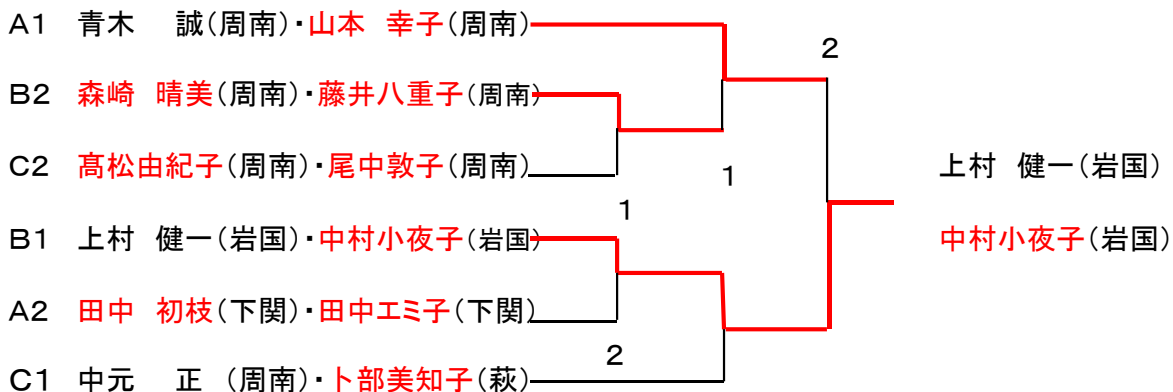 A1 青木 誠(周南)・山本 幸子(周南)
2
B2 森崎 晴美(周南)・藤井八重子(周南)
C2 髙松由紀子(周南)・尾中敦子(周南)
1
上村 健一(岩国)
1
B1 上村 健一(岩国)・中村小夜子(岩国)
中村小夜子(岩国)
A2 田中 初枝(下関)・田中エミ子(下関)
2
C1 中元 正 (周南)・卜部美知子(萩)